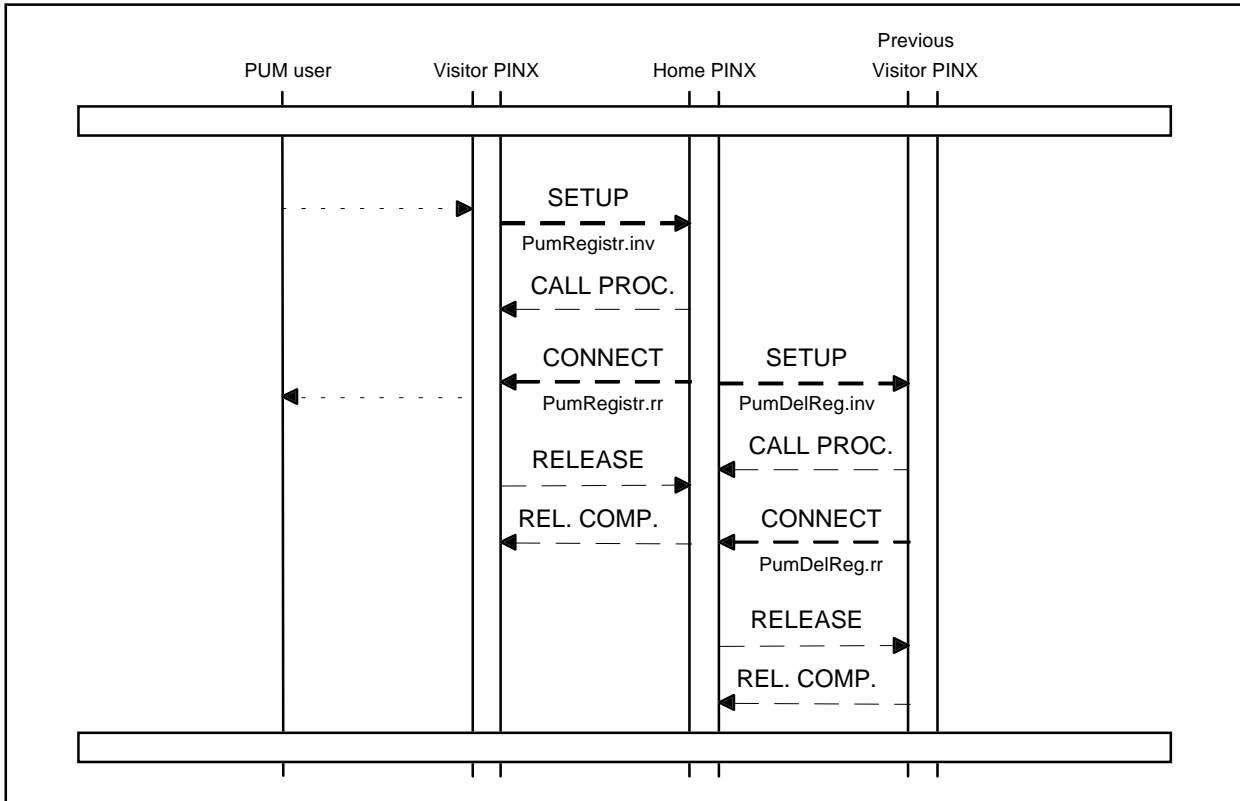 Previous
PUM user Visitor PINX Home PINX Visitor PINX
SETUP
PumRegistr.inv
CALL PROC.
CONNECT SETUP
PumRegistr.rr PumDelReg.inv
CALL PROC.
RELEASE
REL. COMP. CONNECT
PumDelReg.rr
RELEASE
REL. COMP.